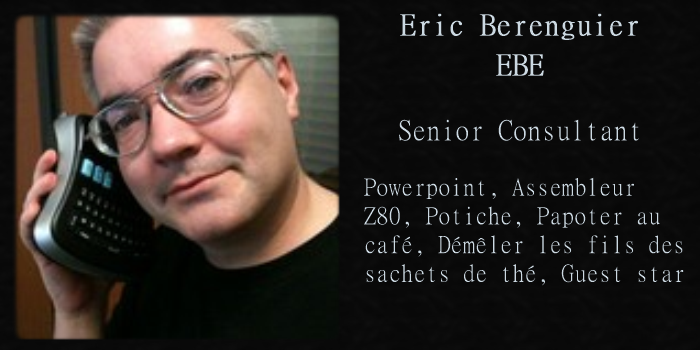 Eric Berenguier
EBE
Senior Consultant
Powerpoint, Assembleur
Z80, Potiche, Papoter au
café, Démêler les fils des
sachets de thé, Guest star